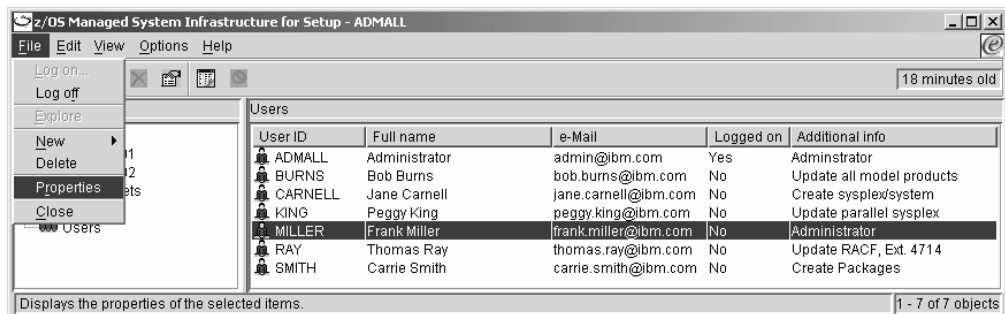 z/OS Managed System Infrastructure for Setup - ADMALL
File Edit View Options Help
Log on...
Log off
Explore
New
Delete
Properties
Close
18 minutes old
Users
Users
User ID Full name e-Mail Logged on Additional info
ADMALL Administrator admin@ibm.com Yes Adminstrator
BURNS Bob Burns bob.burns@ibm.com No Update all model products
CARNELL Jane Carnell jane.carnell@ibm.com No Create sysplex/system
KING Peggy King peggy.king@ibm.com No Update parallel sysplex
MILLER Frank Miller frank.miller@ibm.com No Administrator
RAY Thomas Ray thomas.ray@ibm.com No Update RACF, Ext. 4714
SMITH Carrie Smith carrie.smith@ibm.com No Create Packages
Displays the properties of the selected items. 1 - 7 of 7 objects